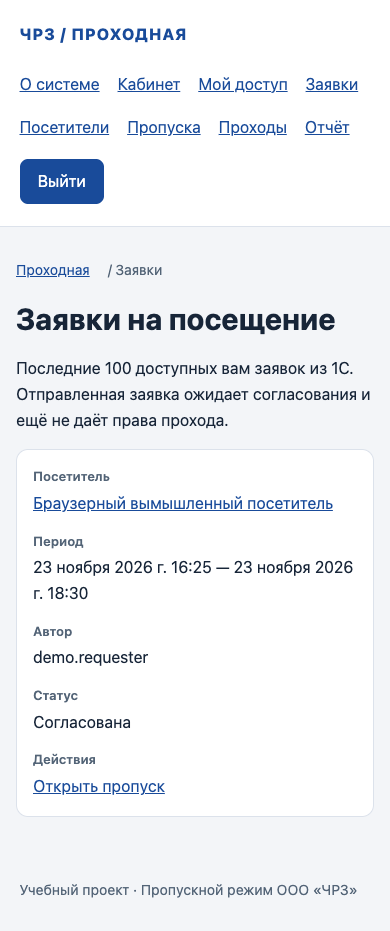 ЧРЗ / ПРОХОДНАЯ
О системе Кабинет Мой доступ Заявки
Посетители Пропуска Проходы Отчёт
Выйти
Проходная / Заявки
Заявки на посещение
Последние 100 доступных вам заявок из 1С.
Отправленная заявка ожидает согласования и
ещё не даёт права прохода.
Посетитель
Браузерный вымышленный посетитель
Период
23 ноября 2026 г. 16:25 — 23 ноября 2026
г. 18:30
Автор
demo.requester
Статус
Согласована
Действия
Открыть пропуск
Учебный проект · Пропускной режим ООО «ЧРЗ»